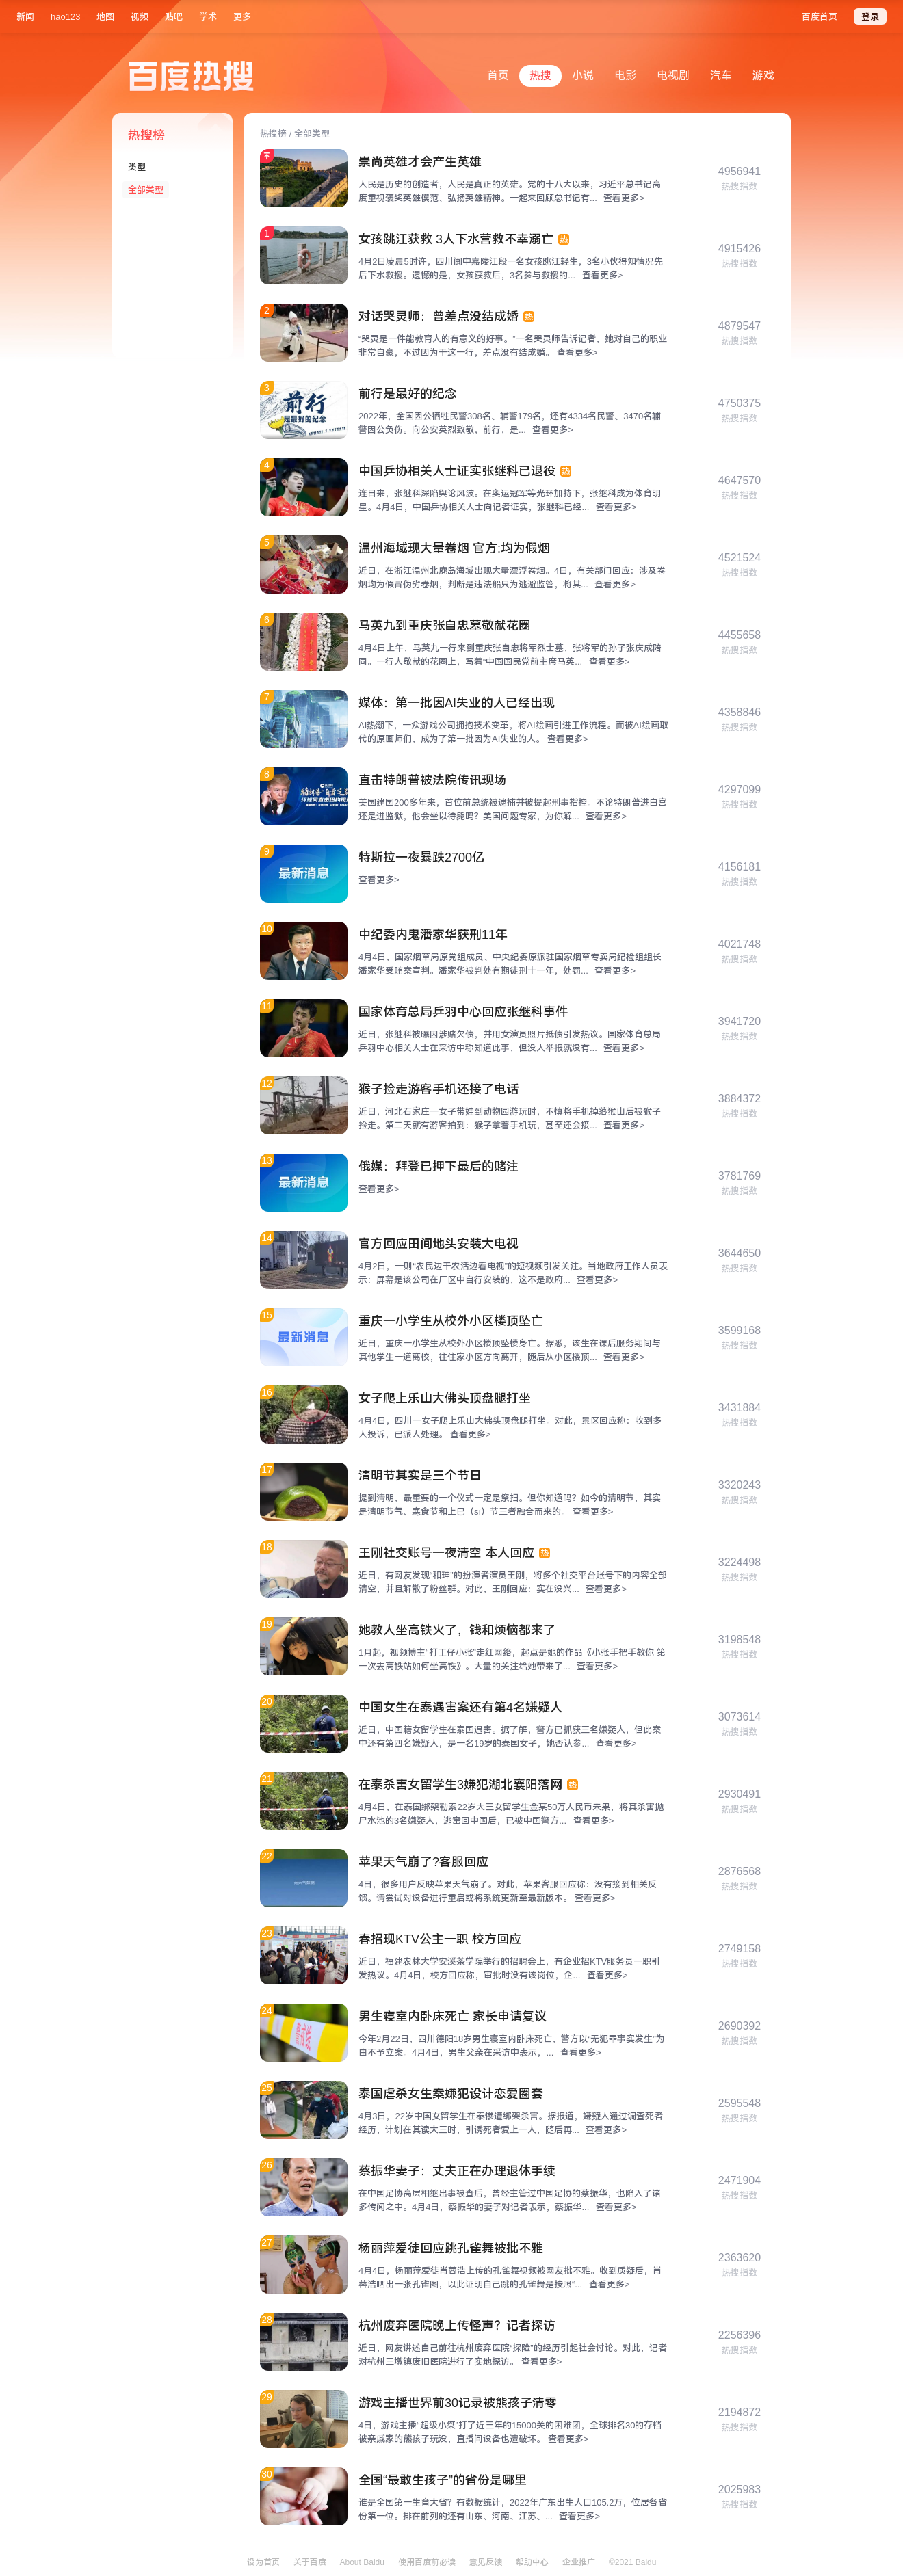 新闻 hao123 地图 视频 贴吧 学术 更多 百度首页 登录
百度热搜
首页 热搜 小说 电影 电视剧 汽车 游戏
热搜榜
类型
全部类型
热搜榜 / 全部类型
崇尚英雄才会产生英雄
人民是历史的创造者，人民是真正的英雄。党的十八大以来，习近平总书记高
度重视褒奖英雄模范、弘扬英雄精神。一起来回顾总书记有... 查看更多>
4956941
热搜指数
1
女孩跳江获救 3人下水营救不幸溺亡 热
4月2日凌晨5时许，四川阆中嘉陵江段一名女孩跳江轻生，3名小伙得知情况先
后下水救援。遗憾的是，女孩获救后，3名参与救援的... 查看更多>
4915426
热搜指数
2
对话哭灵师：曾差点没结成婚 热
“哭灵是一件能教育人的有意义的好事。”一名哭灵师告诉记者，她对自己的职业
非常自豪，不过因为干这一行，差点没有结成婚。 查看更多>
4879547
热搜指数
3
前行
是最好的纪念
前行是最好的纪念
2022年，全国因公牺牲民警308名、辅警179名，还有4334名民警、3470名辅
警因公负伤。向公安英烈致敬，前行，是... 查看更多>
4750375
热搜指数
4
中国乒协相关人士证实张继科已退役 热
连日来，张继科深陷舆论风波。在奥运冠军等光环加持下，张继科成为体育明
星。4月4日，中国乒协相关人士向记者证实，张继科已经... 查看更多>
4647570
热搜指数
5
温州海域现大量卷烟 官方:均为假烟
近日，在浙江温州北麂岛海域出现大量漂浮卷烟。4日，有关部门回应：涉及卷
烟均为假冒伪劣卷烟，判断是违法船只为逃避监管，将其... 查看更多>
4521524
热搜指数
6
马英九到重庆张自忠墓敬献花圈
4月4日上午，马英九一行来到重庆张自忠将军烈士墓，张将军的孙子张庆成陪
同。一行人敬献的花圈上，写着“中国国民党前主席马英... 查看更多>
4455658
热搜指数
7
媒体：第一批因AI失业的人已经出现
AI热潮下，一众游戏公司拥抱技术变革，将AI绘画引进工作流程。而被AI绘画取
代的原画师们，成为了第一批因为AI失业的人。 查看更多>
4358846
热搜指数
8
直击特朗普被法院传讯现场
美国建国200多年来，首位前总统被逮捕并被提起刑事指控。不论特朗普进白宫
还是进监狱，他会坐以待毙吗？美国问题专家，为你解... 查看更多>
4297099
热搜指数
9
最新消息
特斯拉一夜暴跌2700亿
查看更多>
4156181
热搜指数
10
中纪委内鬼潘家华获刑11年
4月4日，国家烟草局原党组成员、中央纪委原派驻国家烟草专卖局纪检组组长
潘家华受贿案宣判。潘家华被判处有期徒刑十一年，处罚... 查看更多>
4021748
热搜指数
11
国家体育总局乒羽中心回应张继科事件
近日，张继科被曝因涉赌欠债，并用女演员照片抵债引发热议。国家体育总局
乒羽中心相关人士在采访中称知道此事，但没人举报就没有... 查看更多>
3941720
热搜指数
12
猴子捡走游客手机还接了电话
近日，河北石家庄一女子带娃到动物园游玩时，不慎将手机掉落猴山后被猴子
捡走。第二天就有游客拍到：猴子拿着手机玩，甚至还会接... 查看更多>
3884372
热搜指数
13
最新消息
俄媒：拜登已押下最后的赌注
查看更多>
3781769
热搜指数
14
官方回应田间地头安装大电视
4月2日，一则“农民边干农活边看电视”的短视频引发关注。当地政府工作人员表
示：屏幕是该公司在厂区中自行安装的，这不是政府... 查看更多>
3644650
热搜指数
15
最新消息
重庆一小学生从校外小区楼顶坠亡
近日，重庆一小学生从校外小区楼顶坠楼身亡。据悉，该生在课后服务期间与
其他学生一道离校，往住家小区方向离开，随后从小区楼顶... 查看更多>
3599168
热搜指数
16
女子爬上乐山大佛头顶盘腿打坐
4月4日，四川一女子爬上乐山大佛头顶盘腿打坐。对此，景区回应称：收到多
人投诉，已派人处理。 查看更多>
3431884
热搜指数
17
清明节其实是三个节日
提到清明，最重要的一个仪式一定是祭扫。但你知道吗？如今的清明节，其实
是清明节气、寒食节和上巳（sì）节三者融合而来的。 查看更多>
3320243
热搜指数
18
王刚社交账号一夜清空 本人回应 热
近日，有网友发现“和珅”的扮演者演员王刚，将多个社交平台账号下的内容全部
清空，并且解散了粉丝群。对此，王刚回应：实在没兴... 查看更多>
3224498
热搜指数
19
她教人坐高铁火了，钱和烦恼都来了
1月起，视频博主“打工仔小张”走红网络，起点是她的作品《小张手把手教你 第
一次去高铁站如何坐高铁》。大量的关注给她带来了... 查看更多>
3198548
热搜指数
20
中国女生在泰遇害案还有第4名嫌疑人
近日，中国籍女留学生在泰国遇害。据了解，警方已抓获三名嫌疑人，但此案
中还有第四名嫌疑人，是一名19岁的泰国女子，她否认参... 查看更多>
3073614
热搜指数
21
在泰杀害女留学生3嫌犯湖北襄阳落网 热
4月4日，在泰国绑架勒索22岁大三女留学生金某50万人民币未果，将其杀害抛
尸水池的3名嫌疑人，逃窜回中国后，已被中国警方... 查看更多>
2930491
热搜指数
22
无天气数据
苹果天气崩了?客服回应
4日，很多用户反映苹果天气崩了。对此，苹果客服回应称：没有接到相关反
馈。请尝试对设备进行重启或将系统更新至最新版本。 查看更多>
2876568
热搜指数
23
春招现KTV公主一职 校方回应
近日，福建农林大学安溪茶学院举行的招聘会上，有企业招KTV服务员一职引
发热议。4月4日，校方回应称，审批时没有该岗位，企... 查看更多>
2749158
热搜指数
24
男生寝室内卧床死亡 家长申请复议
今年2月22日，四川德阳18岁男生寝室内卧床死亡，警方以“无犯罪事实发生”为
由不予立案。4月4日，男生父亲在采访中表示，... 查看更多>
2690392
热搜指数
25
泰国虐杀女生案嫌犯设计恋爱圈套
4月3日，22岁中国女留学生在泰惨遭绑架杀害。据报道，嫌疑人通过调查死者
经历，计划在其读大三时，引诱死者爱上一人，随后再... 查看更多>
2595548
热搜指数
26
蔡振华妻子：丈夫正在办理退休手续
在中国足协高层相继出事被查后，曾经主管过中国足协的蔡振华，也陷入了诸
多传闻之中。4月4日，蔡振华的妻子对记者表示，蔡振华... 查看更多>
2471904
热搜指数
27
杨丽萍爱徒回应跳孔雀舞被批不雅
4月4日，杨丽萍爱徒肖蓉浩上传的孔雀舞视频被网友批不雅。收到质疑后，肖
蓉浩晒出一张孔雀图，以此证明自己跳的孔雀舞是按照“... 查看更多>
2363620
热搜指数
28
杭州废弃医院晚上传怪声？记者探访
近日，网友讲述自己前往杭州废弃医院“探险”的经历引起社会讨论。对此，记者
对杭州三墩镇废旧医院进行了实地探访。 查看更多>
2256396
热搜指数
29
游戏主播世界前30记录被熊孩子清零
4日，游戏主播“超级小桀”打了近三年的15000关的困难团，全球排名30的存档
被亲戚家的熊孩子玩没，直播间设备也遭破坏。 查看更多>
2194872
热搜指数
30
全国“最敢生孩子”的省份是哪里
谁是全国第一生育大省？有数据统计，2022年广东出生人口105.2万，位居各省
份第一位。排在前列的还有山东、河南、江苏、... 查看更多>
2025983
热搜指数
设为首页 关于百度 About Baidu 使用百度前必读 意见反馈 帮助中心 企业推广 ©2021 Baidu